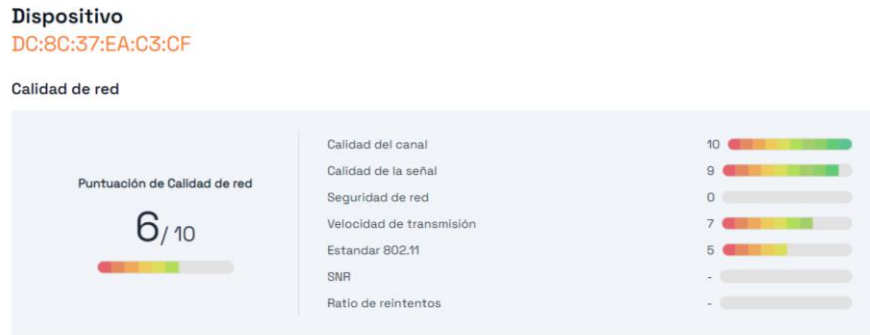 Dispositivo
DC:8C:37:EA:C3:CF
Calidad de red
Puntuación de Calidad de red
6/ 10
Calidad del canal 10
Calidad de la señal 9
Seguridad de red 0
Velocidad de transmisión 7
Estandar 802.11 5
SNR -
Ratio de reintentos -